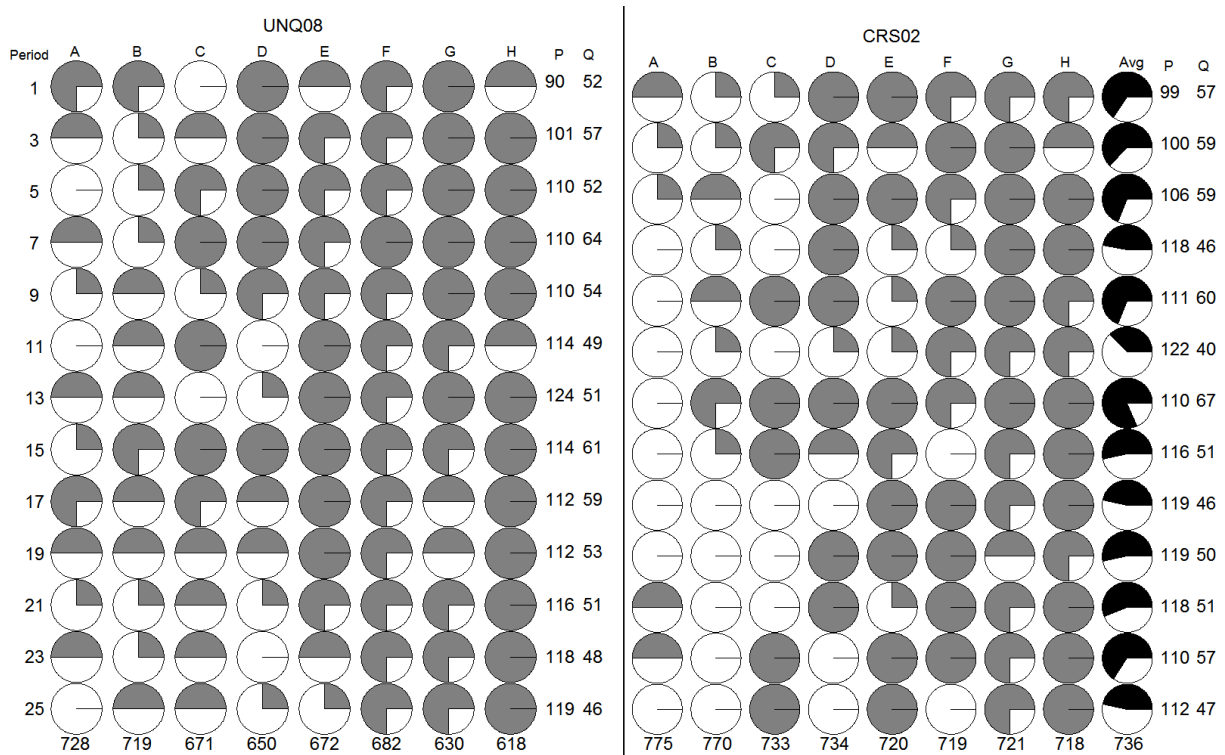 UNQ08 CRS02
Period A B C D E F G H P Q A B C D E F G H Avg P Q
1 90 52 99 57
3 101 57 100 59
5 110 52 106 59
7 110 64 118 46
9 110 54 111 60
11 114 49 122 40
13 124 51 110 67
15 114 61 116 51
17 112 59 119 46
19 112 53 119 50
21 116 51 118 51
23 118 48 110 57
25 119 46 112 47
728 719 671 650 672 682 630 618 775 770 733 734 720 719 721 718 736